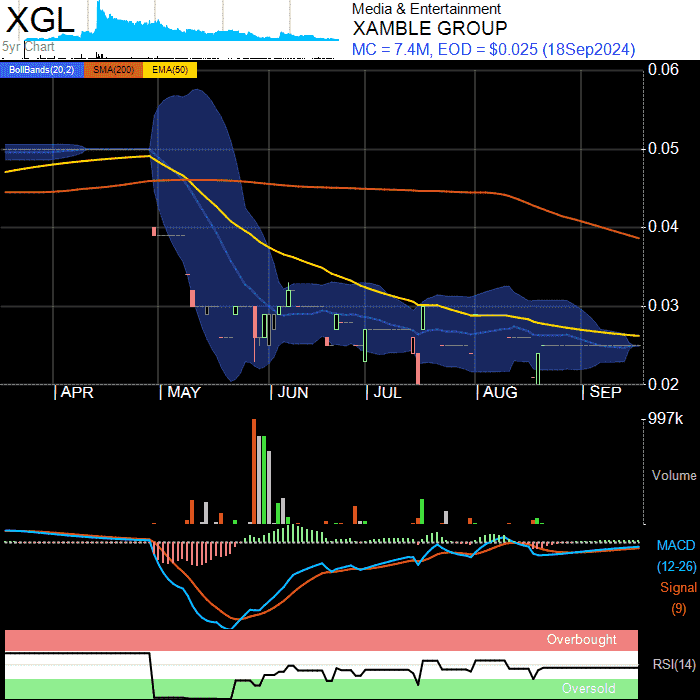 XGL
5yr Chart
Media & Entertainment
XAMBLE GROUP
MC = 7.4M, EOD = $0.025 (18Sep2024)
BollBands(20,2) SMA(200) EMA(50)
0.06
0.05
0.04
0.03
0.02
APR MAY JUN JUL AUG SEP
997k
Volume
MACD
(12-26)
Signal
(9)
Overbought
RSI(14)
Oversold